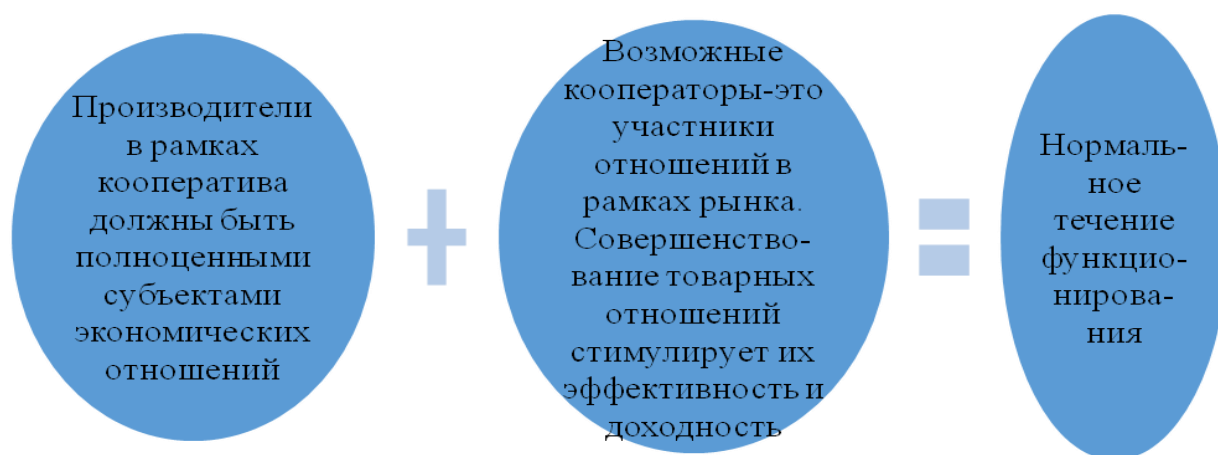 Производители
в рамках
кооператива
должны быть
полноценными
субъектами
экономических
отношений
Возможные
кооператоры-это
участники
отношений в
рамках рынка.
Совершенство-
вание товарных
отношений
стимулирует их
эффективность и
доходность
Нормаль-
ное
течение
функцио-
нирова-
ния